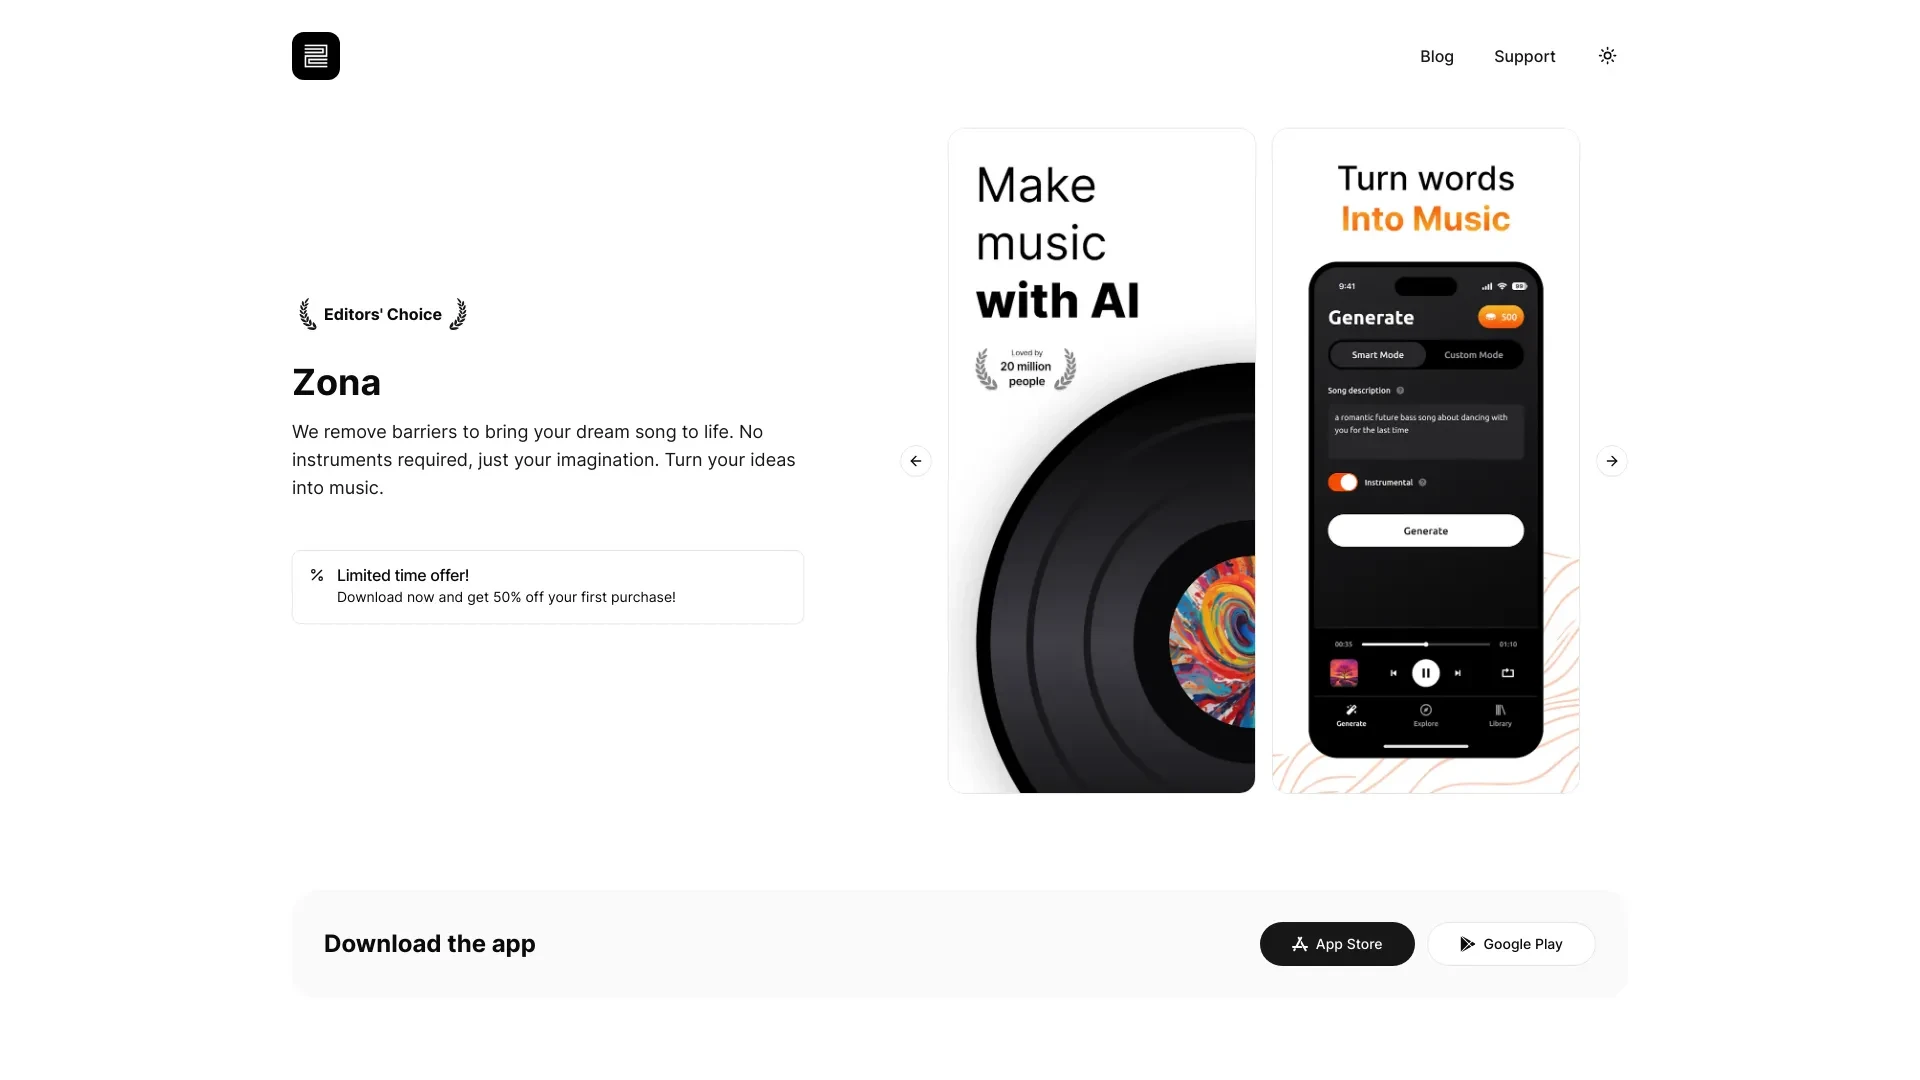 Blog
Support
Editors' Choice
Zona
We remove barriers to bring your dream song to life. No
instruments required, just your imagination. Turn your ideas
into music.
% Limited time offer!
Download now and get 50% off your first purchase!
Make
music
with AI
Loved by
20 million
people
Turn words
Into Music
9:41
99
Generate
500
Smart Mode
Custom Mode
Song description
a romantic future bass song about dancing with
you for the last time
Instrumental
Generate
00:35
01:10
Generate
Explore
Library
Download the app
App Store
Google Play